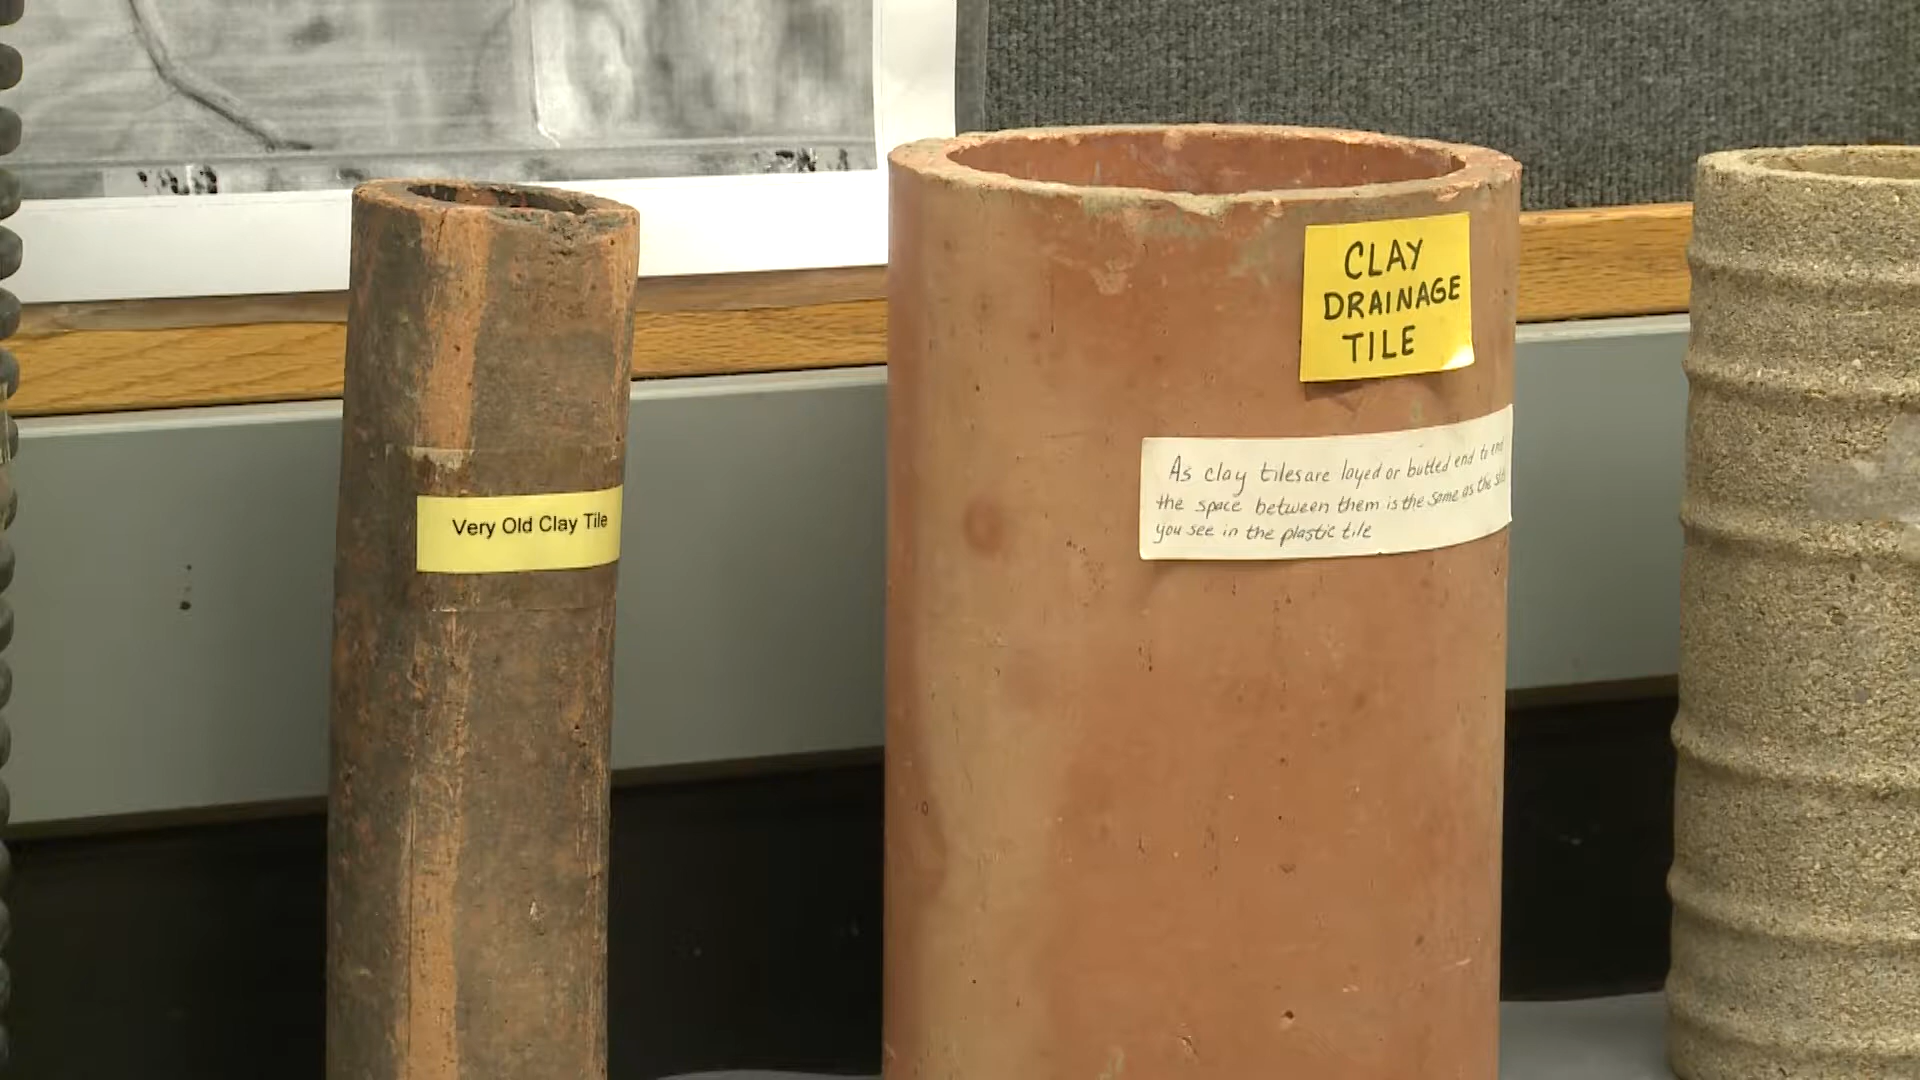 Very Old Clay Tile
CLAY
DRAINAGE
TILE
As clay tiles are layed or butted end to end
the space between them is the same as the slits
you see in the plastic tile